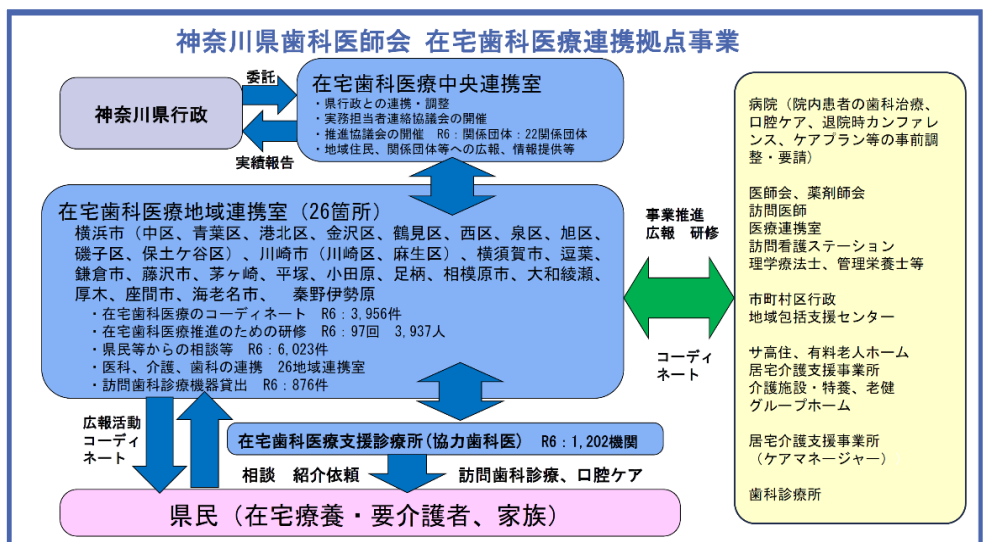 神奈川県歯科医師会 在宅歯科医療連携拠点事業
神奈川県行政
委託
実績報告
在宅歯科医療中央連携室
・県行政との連携・調整
・実務担当者連絡協議会の開催
・推進協議会の開催 R6:関係団体:22関係団体
・地域住民、関係団体等への広報、情報提供等
在宅歯科医療地域連携室（26箇所）
横浜市（中区、青葉区、港北区、金沢区、鶴見区、西区、泉区、旭区、
磯子区、保土ケ谷区）、川崎市（川崎区、麻生区）、横須賀市、逗葉、
鎌倉市、藤沢市、茅ヶ崎、平塚、小田原、足柄、相模原市、大和綾瀬、
厚木、座間市、海老名市、 秦野伊勢原
・在宅歯科医療のコーディネート R6：3,956件
・在宅歯科医療推進のための研修 R6：97回 3,937人
・県民等からの相談等 R6：6,023件
・医科、介護、歯科の連携 26地域連携室
・訪問歯科診療機器貸出 R6：876件
広報活動
コーディ
ネート
在宅歯科医療支援診療所(協力歯科医) R6：1,202機関
相談 紹介依頼
訪問歯科診療、口腔ケア
県民（在宅療養・要介護者、家族）
事業推進
広報 研修
コーディ
ネート
病院（院内患者の歯科治療、
口腔ケア、退院時カンファレ
ンス、ケアプラン等の事前調
整・要請）
医師会、薬剤師会
訪問医師
医療連携室
訪問看護ステーション
理学療法士、管理栄養士等
市町村区行政
地域包括支援センター
サ高住、有料老人ホーム
居宅介護支援事業所
介護施設・特養、老健
グループホーム
居宅介護支援事業所
（ケアマネージャー）
歯科診療所